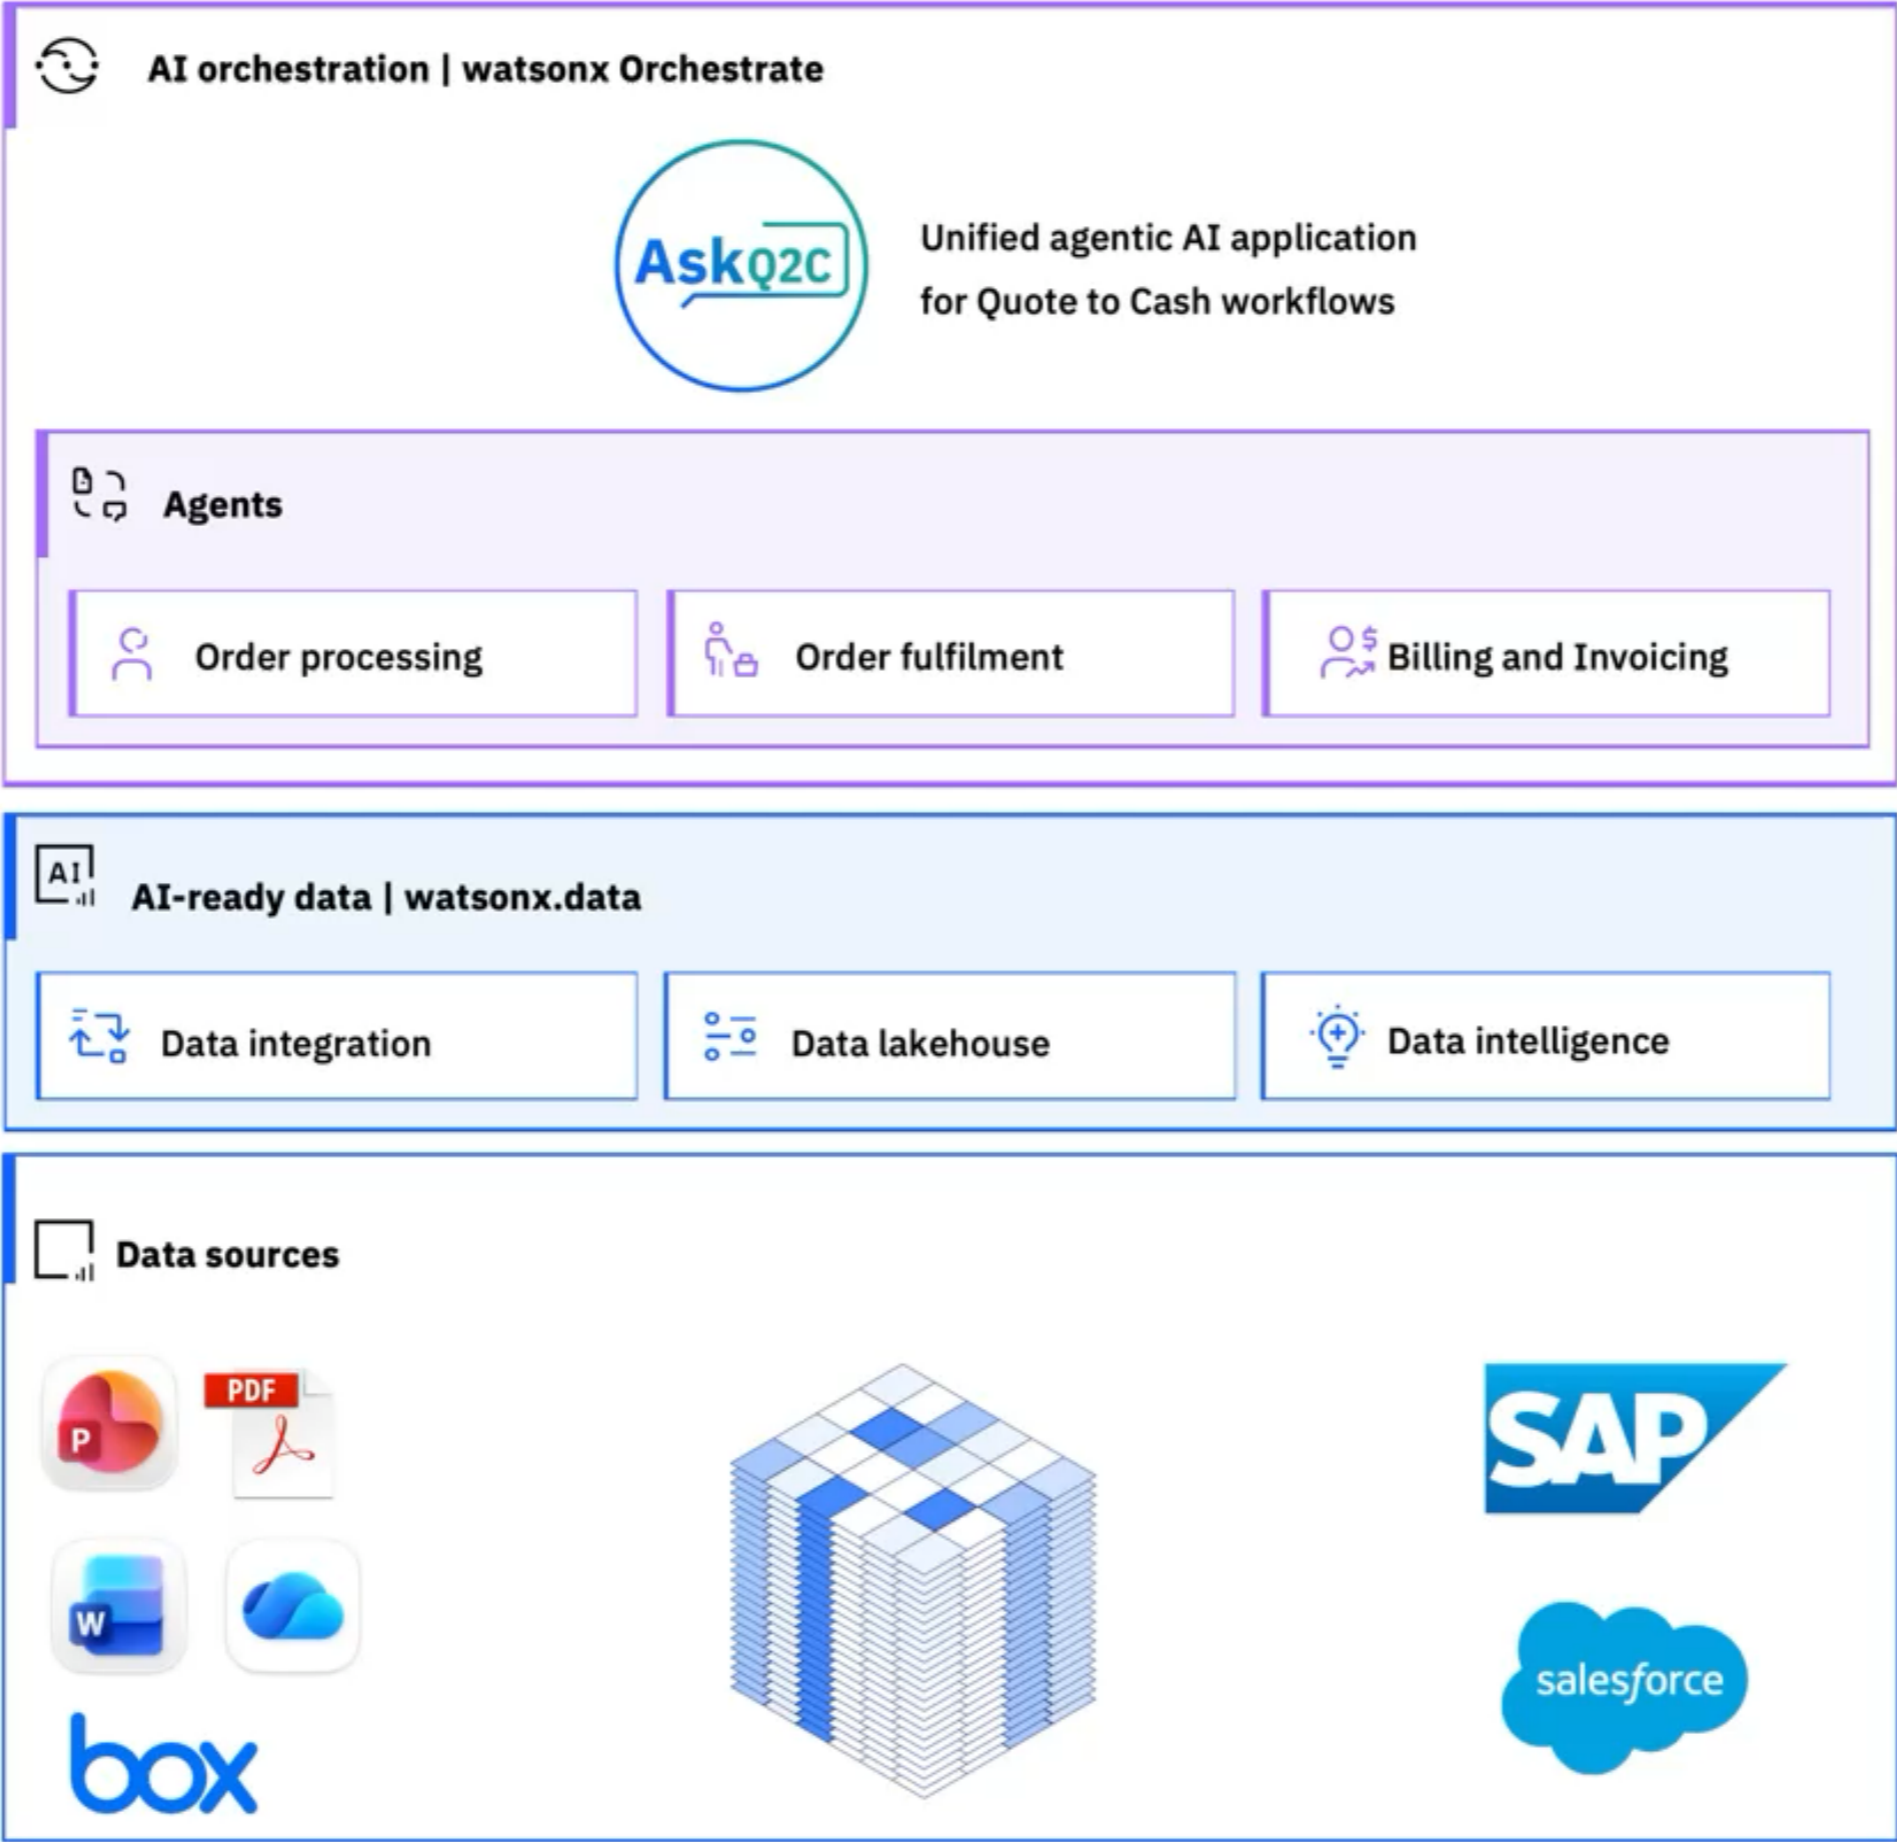 AI orchestration | watsonx Orchestrate
AskQ2C
Unified agentic AI application
for Quote to Cash workflows
Agents
Order processing
Order fulfilment
$
Billing and Invoicing
AI
AI-ready data | watsonx.data
Data integration
Data lakehouse
Data intelligence
Data sources
P
PDF
SAP
W
salesforce
box